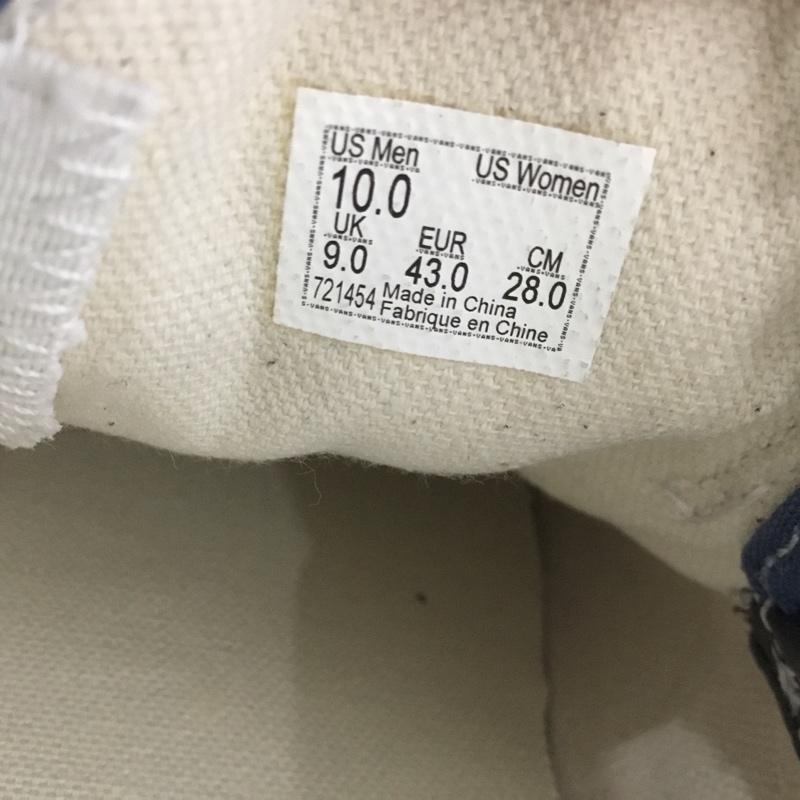 US Men US Women
10.0
UK EUR CM
9.0 43.0 28.0
721454 Made in China
Fabrique en Chine